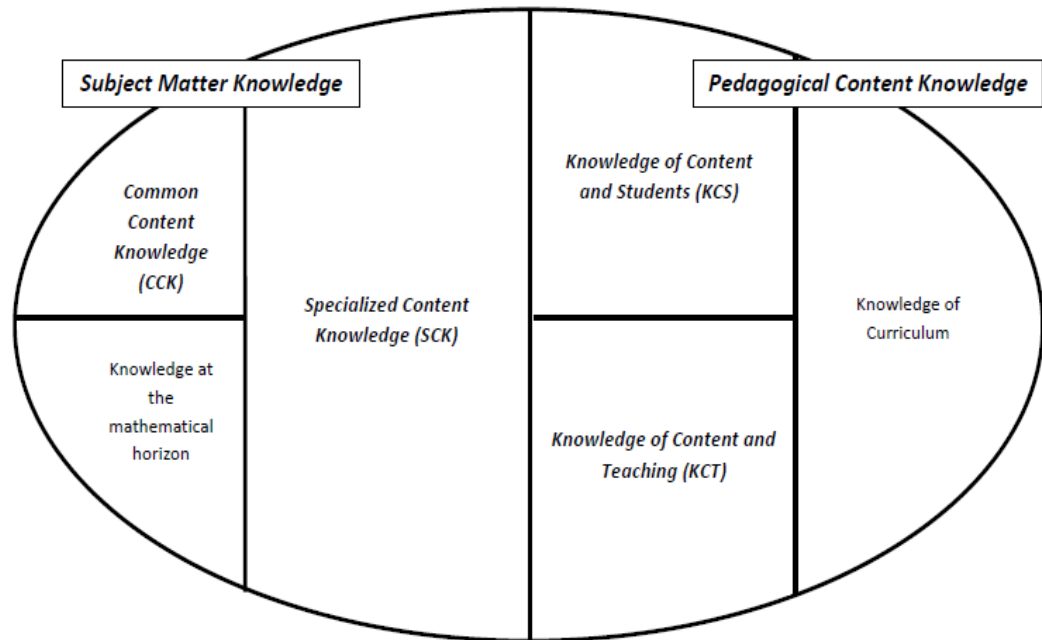 Subject Matter Knowledge
Pedagogical Content Knowledge
Common
Content
Knowledge
(CCK)
Knowledge at
the
mathematical
horizon
Specialized Content
Knowledge (SCK)
Knowledge of Content
and Students (KCS)
Knowledge of Content and
Teaching (KCT)
Knowledge of
Curriculum